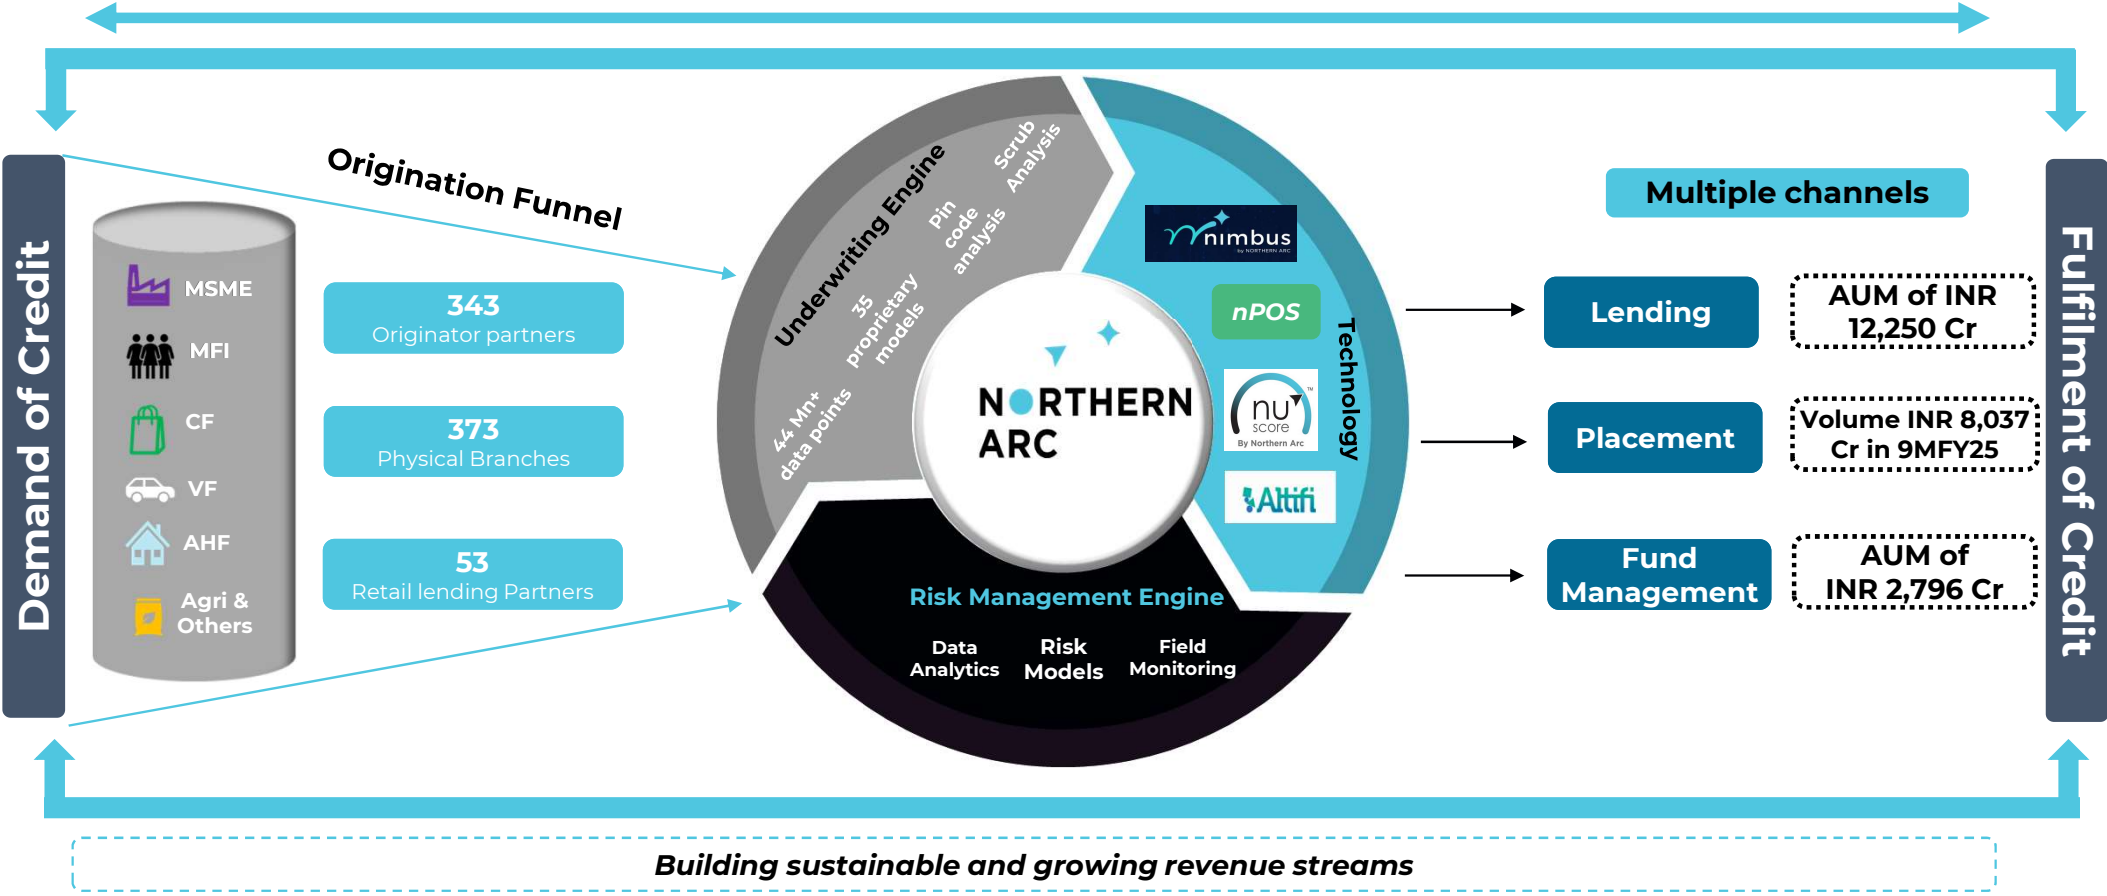 Demand of Credit
MSME
MFI
CF
VF
AHF
Agri &
Others
Origination Funnel
343
Originator partners
373
Physical Branches
53
Retail lending Partners
Underwriting Engine
Scrub
Analysis
Pin
code
analysis
35
proprietary
models
44 Mn+
data points
NORTHERN
ARC
Technology
nimbus
by NORTHERN ARC
nPOS
nu
score
TM
By Northern Arc
Altifi
Risk Management Engine
Data
Analytics
Risk
Models
Field
Monitoring
Multiple channels
Lending
AUM of INR
12,250 Cr
Placement
Volume INR 8,037
Cr in 9MFY25
Fund
Management
AUM of
INR 2,796 Cr
Fulfilment of Credit
Building sustainable and growing revenue streams